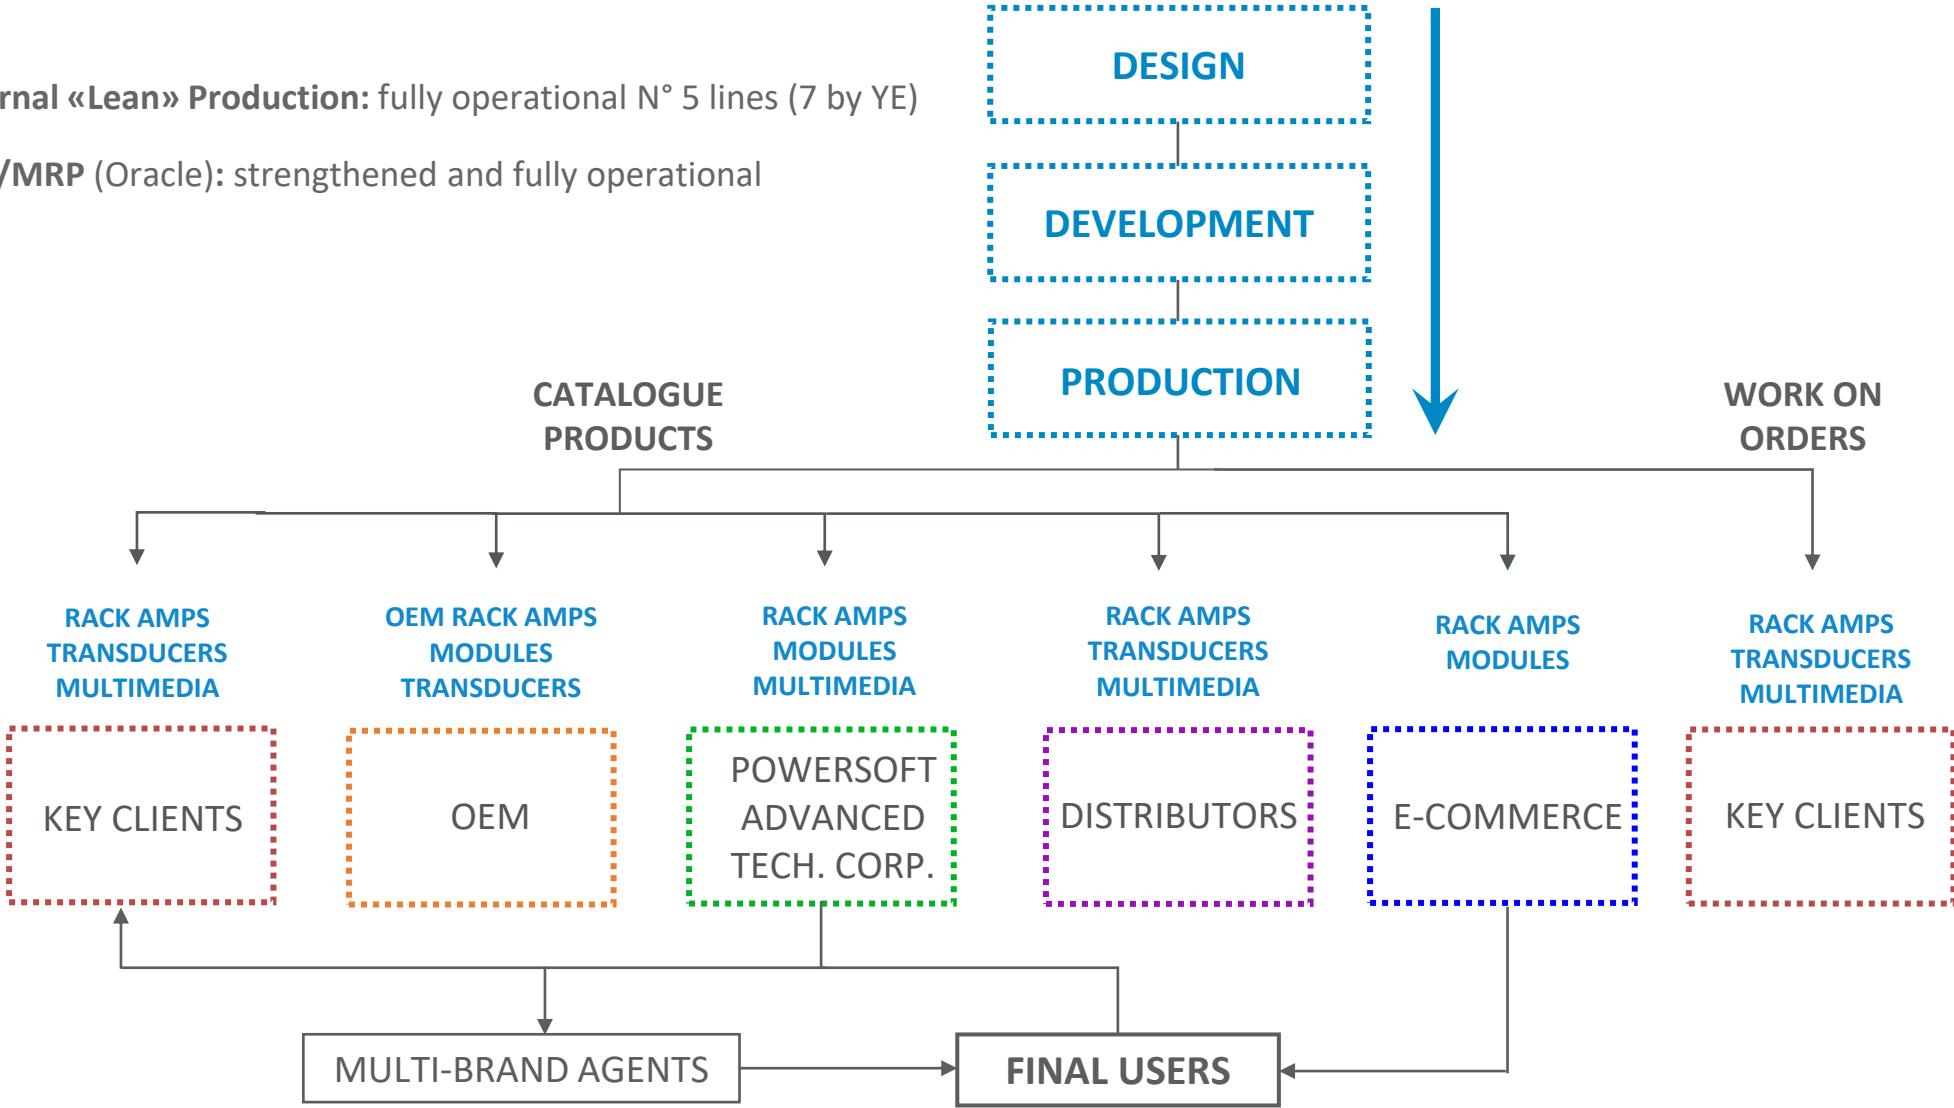 DESIGN
rnal «Lean» Production: fully operational N° 5 lines (7 by YE)
/MRP (Oracle): strengthened and fully operational
DEVELOPMENT
PRODUCTION
CATALOGUE
PRODUCTS
WORK ON
ORDERS
RACK AMPS
TRANSDUCERS
MULTIMEDIA
OEM RACK AMPS
MODULES
TRANSDUCERS
RACK AMPS
MODULES
MULTIMEDIA
RACK AMPS
TRANSDUCERS
MULTIMEDIA
RACK AMPS
MODULES
RACK AMPS
TRANSDUCERS
MULTIMEDIA
KEY CLIENTS
OEM
POWERSOFT
ADVANCED
TECH. CORP.
DISTRIBUTORS
E-COMMERCE
KEY CLIENTS
MULTI-BRAND AGENTS
FINAL USERS